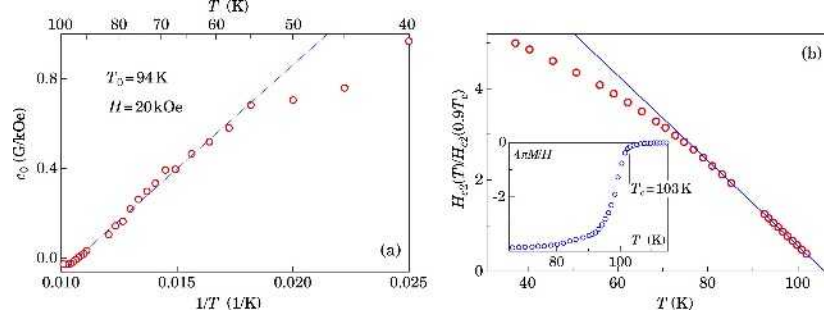 T (K)
100 90 80 70 60 50 40
T₀ = 94 K
H = 20 kOe
c₀ (G/kOe)
0.8
0.4
0.0
(a)
0.010 0.015 0.020 0.025
1/T (1/K)
(b)
H_c2(T)/H_c2(0.9T_c)
4
2
0
4πM/H
0
-2
T_c = 103 K
T (K)
80 100
40 60 80 100
T (K)